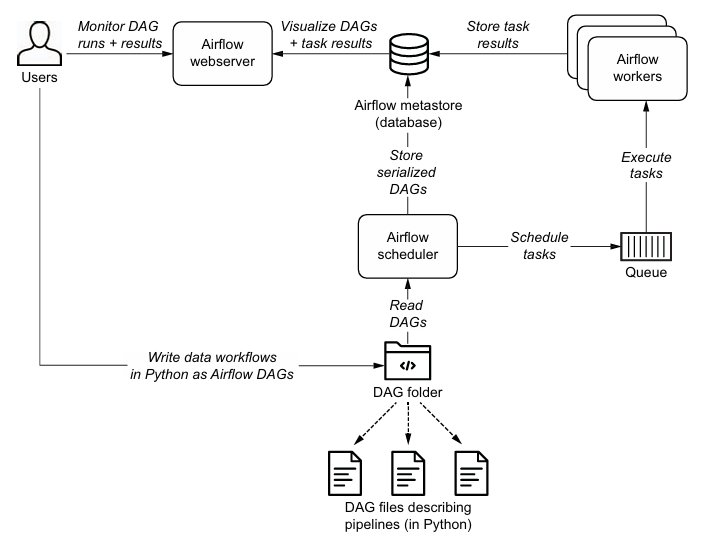 Monitor DAG
runs + results
Users
Airflow
webserver
Visualize DAGs
+ task results
Airflow metastore
(database)
Store task
results
Airflow
workers
Execute
tasks
Store
serialized
DAGs
Airflow
scheduler
Schedule
tasks
Queue
Read
DAGs
Write data workflows
in Python as Airflow DAGs
</>
DAG folder
DAG files describing
pipelines (in Python)